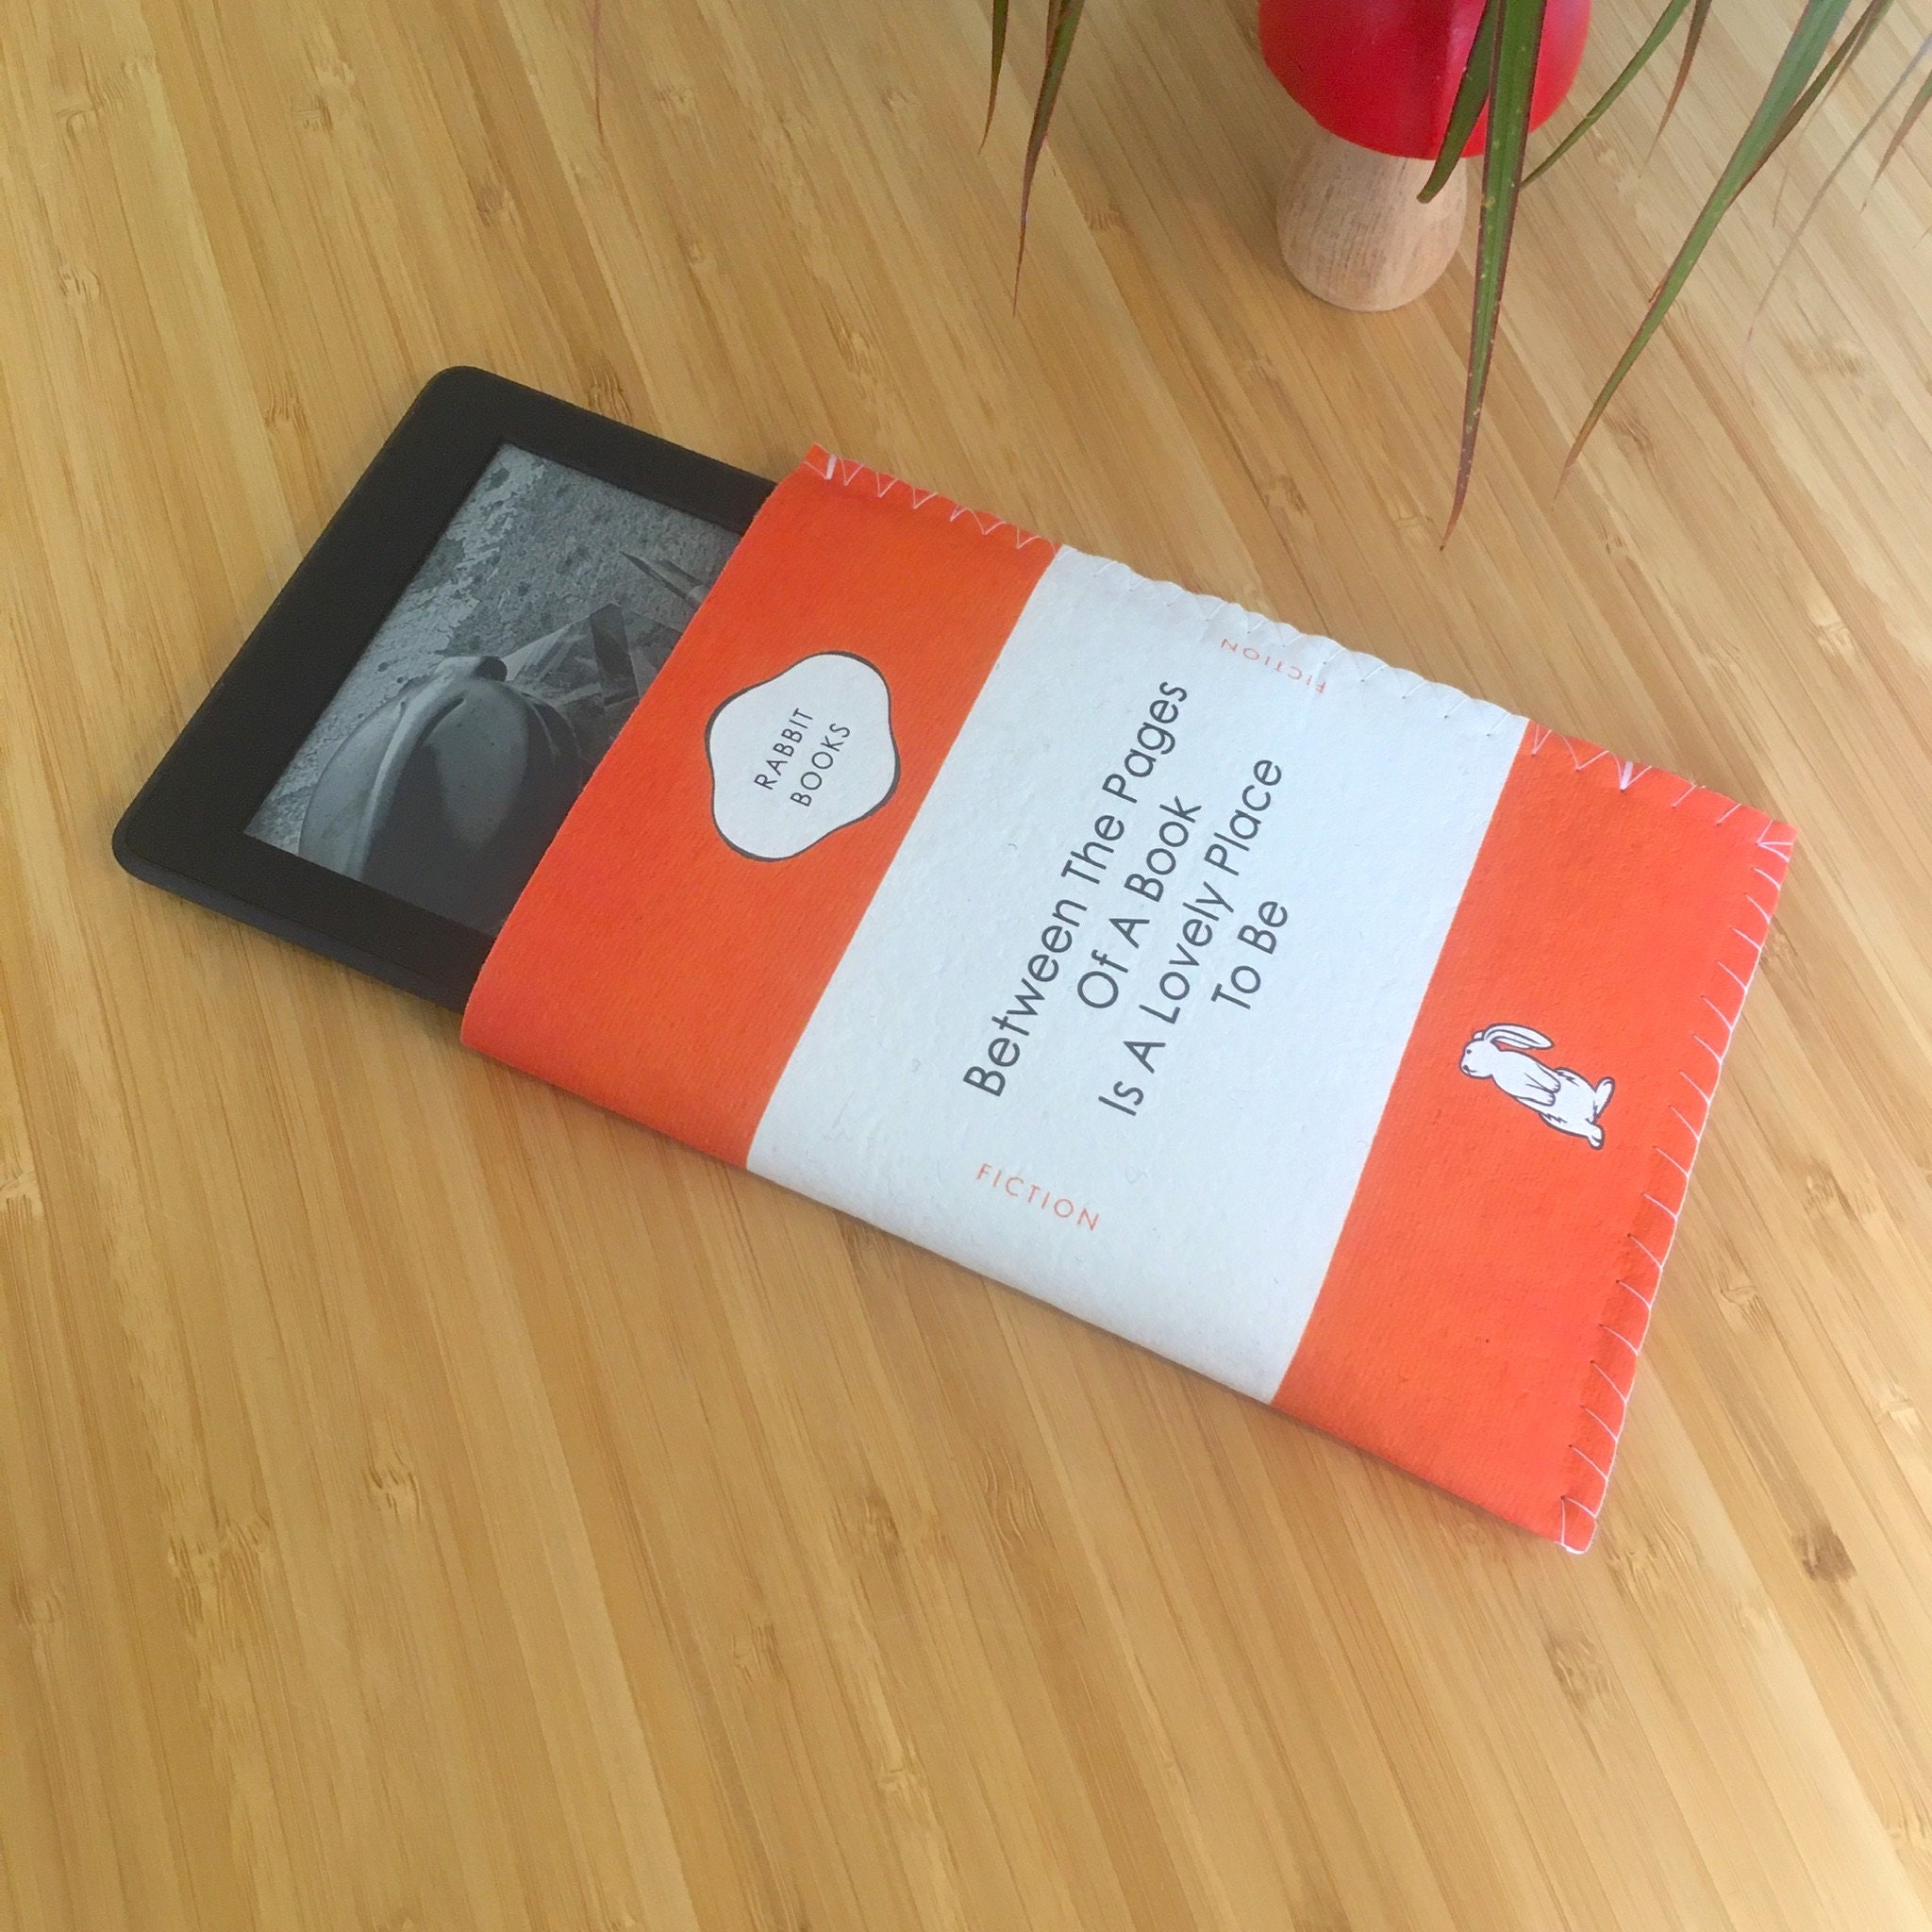 RABBIT
BOOKS
FICTION
Between The Pages
Of A Book
Is A Lovely Place
To Be
FICTION